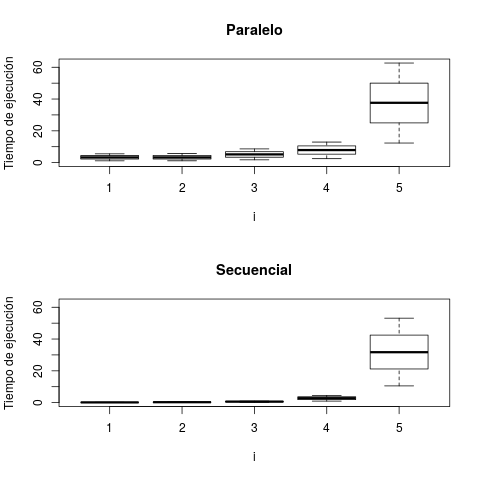 Paralelo
Tiempo de ejecución
0 20 40 60
1 2 3 4 5
i
Secuencial
Tiempo de ejecución
0 20 40 60
1 2 3 4 5
i